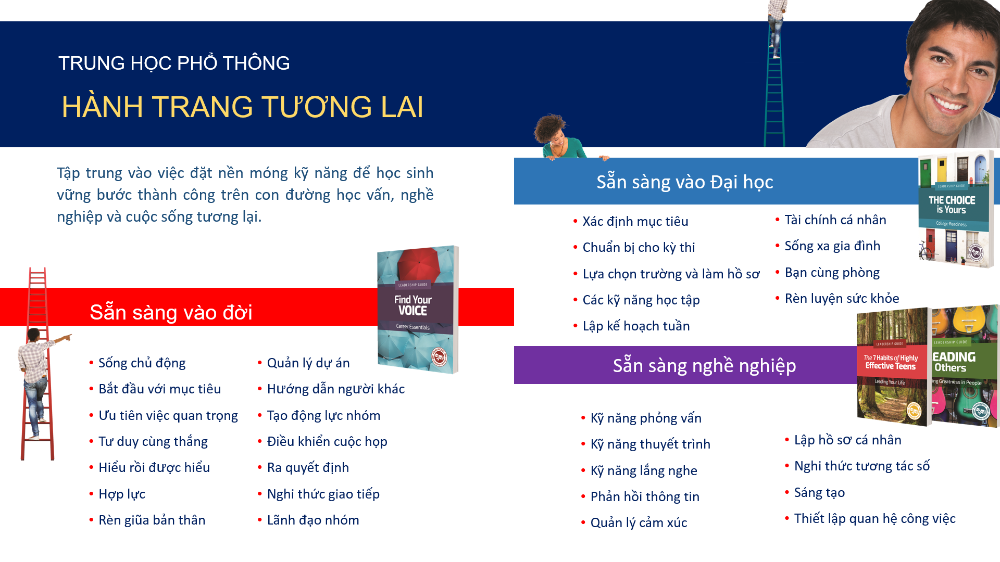 TRUNG HỌC PHỔ THÔNG
HÀNH TRANG TƯƠNG LAI
Tập trung vào việc đặt nền móng kỹ năng để học sinh
vững bước thành công trên con đường học vấn, nghề
nghiệp và cuộc sống tương lại.
Sẵn sàng vào đời
LEADERSHIP GUIDE
Find Your
VOICE
Career Essentials
• Sống chủ động
• Bắt đầu với mục tiêu
• Ưu tiên việc quan trọng
• Tư duy cùng thắng
• Hiểu rồi được hiểu
• Hợp lực
• Rèn giũa bản thân
• Quản lý dự án
• Hướng dẫn người khác
• Tạo động lực nhóm
• Điều khiển cuộc họp
• Ra quyết định
• Nghi thức giao tiếp
• Lãnh đạo nhóm
Sẵn sàng vào Đại học
LEADERSHIP GUIDE
THE CHOICE
is Yours
College Readiness
• Xác định mục tiêu
• Chuẩn bị cho kỳ thi
• Lựa chọn trường và làm hồ sơ
• Các kỹ năng học tập
• Lập kế hoạch tuần
• Tài chính cá nhân
• Sống xa gia đình
• Bạn cùng phòng
• Rèn luyện sức khỏe
Sẵn sàng nghề nghiệp
LEADERSHIP GUIDE
The 7 Habits of Highly
Effective Teens
Leading Your Life
LEADERSHIP GUIDE
EADING
Others
ing Greatness in People
• Kỹ năng phỏng vấn
• Kỹ năng thuyết trình
• Kỹ năng lắng nghe
• Phản hồi thông tin
• Quản lý cảm xúc
• Lập hồ sơ cá nhân
• Nghi thức tương tác số
• Sáng tạo
• Thiết lập quan hệ công việc